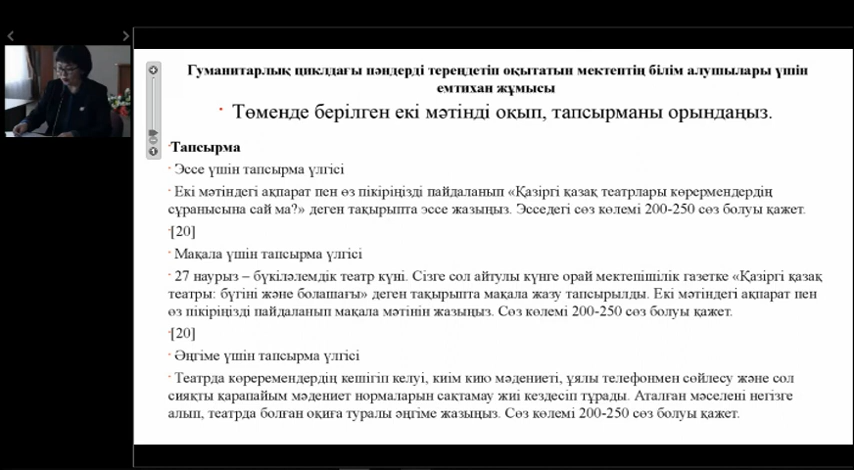 Гуманитарлық циклдағы пәндерді тереңдетіп оқытатын мектептің білім алушылары үшін
емтихан жұмысы
Төменде берілген екі мәтінді оқып, тапсырманы орындаңыз.
Тапсырма
Эссе үшін тапсырма үлгісі
Екі мәтіндегі ақпарат пен өз пікіріңізді пайдаланып «Қазіргі қазақ театрлары көрермендердің
сұранысына сай ма?» деген тақырыпта эссе жазыңыз. Эсседегі сөз көлемі 200-250 сөз болуы қажет.
[20]
Мақала үшін тапсырма үлгісі
27 наурыз – бүкіләлемдік театр күні. Сізге сол айтулы күнге орай мектепішілік газетке «Қазіргі қазақ
театры: бүгіні және болашағы» деген тақырыпта мақала жазу тапсырылды. Екі мәтіндегі ақпарат пен
өз пікіріңізді пайдаланып мақала мәтінін жазыңыз. Сөз көлемі 200-250 сөз болуы қажет.
[20]
Әңгіме үшін тапсырма үлгісі
Театрда көреремендердің кешігіп келуі, киім кию мәдениеті, ұялы телефонмен сөйлесу және сол
сияқты қарапайым мәдениет нормаларын сақтамау жиі кездесіп тұрады. Аталған мәселені негізге
алып, театрда болған оқиға туралы әңгіме жазыңыз. Сөз көлемі 200-250 сөз болуы қажет.